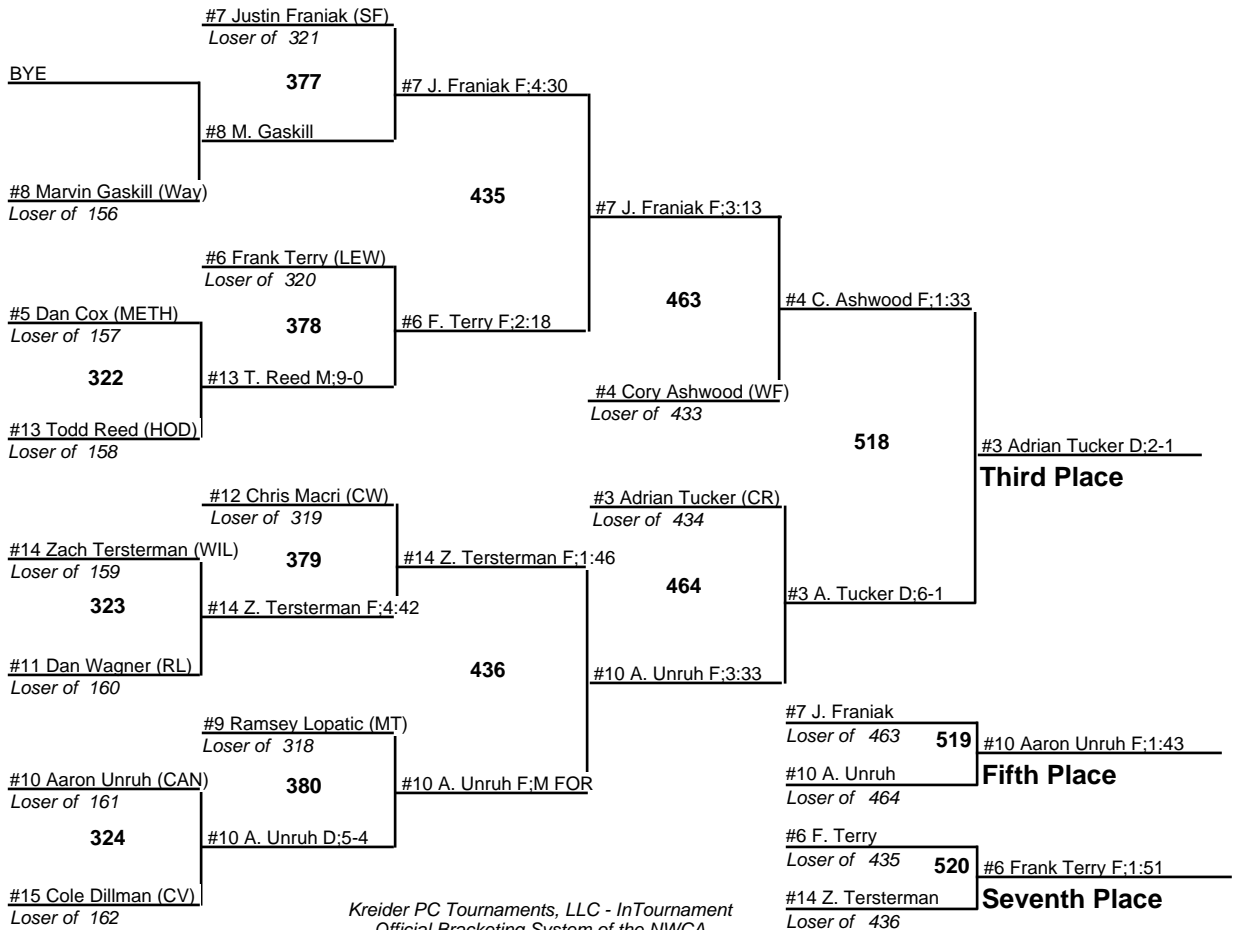 #7 Justin Franiak (SF)
Loser of 321
BYE
377
#7 J. Franiak F;4:30
#8 M. Gaskill
#8 Marvin Gaskill (Way)
Loser of 156
435
#7 J. Franiak F;3:13
#6 Frank Terry (LEW)
Loser of 320
#5 Dan Cox (METH)
Loser of 157
378
#6 F. Terry F;2:18
463
#4 C. Ashwood F;1:33
322
#13 T. Reed M;9-0
#4 Cory Ashwood (WF)
Loser of 433
#13 Todd Reed (HOD)
Loser of 158
518
#3 Adrian Tucker D;2-1
Third Place
#12 Chris Macri (CW)
Loser of 319
#3 Adrian Tucker (CR)
Loser of 434
#14 Zach Tersterman (WIL)
Loser of 159
379
#14 Z. Tersterman F;1:46
464
#3 A. Tucker D;6-1
323
#14 Z. Tersterman F;4:42
#11 Dan Wagner (RL)
Loser of 160
436
#10 A. Unruh F;3:33
#9 Ramsey Lopatic (MT)
Loser of 318
#7 J. Franiak
Loser of 463
519
#10 Aaron Unruh F;1:43
Fifth Place
#10 Aaron Unruh (CAN)
Loser of 161
380
#10 A. Unruh F;M FOR
#10 A. Unruh
Loser of 464
324
#10 A. Unruh D;5-4
#6 F. Terry
Loser of 435
520
#6 Frank Terry F;1:51
Seventh Place
#15 Cole Dillman (CV)
Loser of 162
#14 Z. Tersterman
Loser of 436
Kreider PC Tournaments, LLC - InTournament
Official Bracketing System of the NWCA